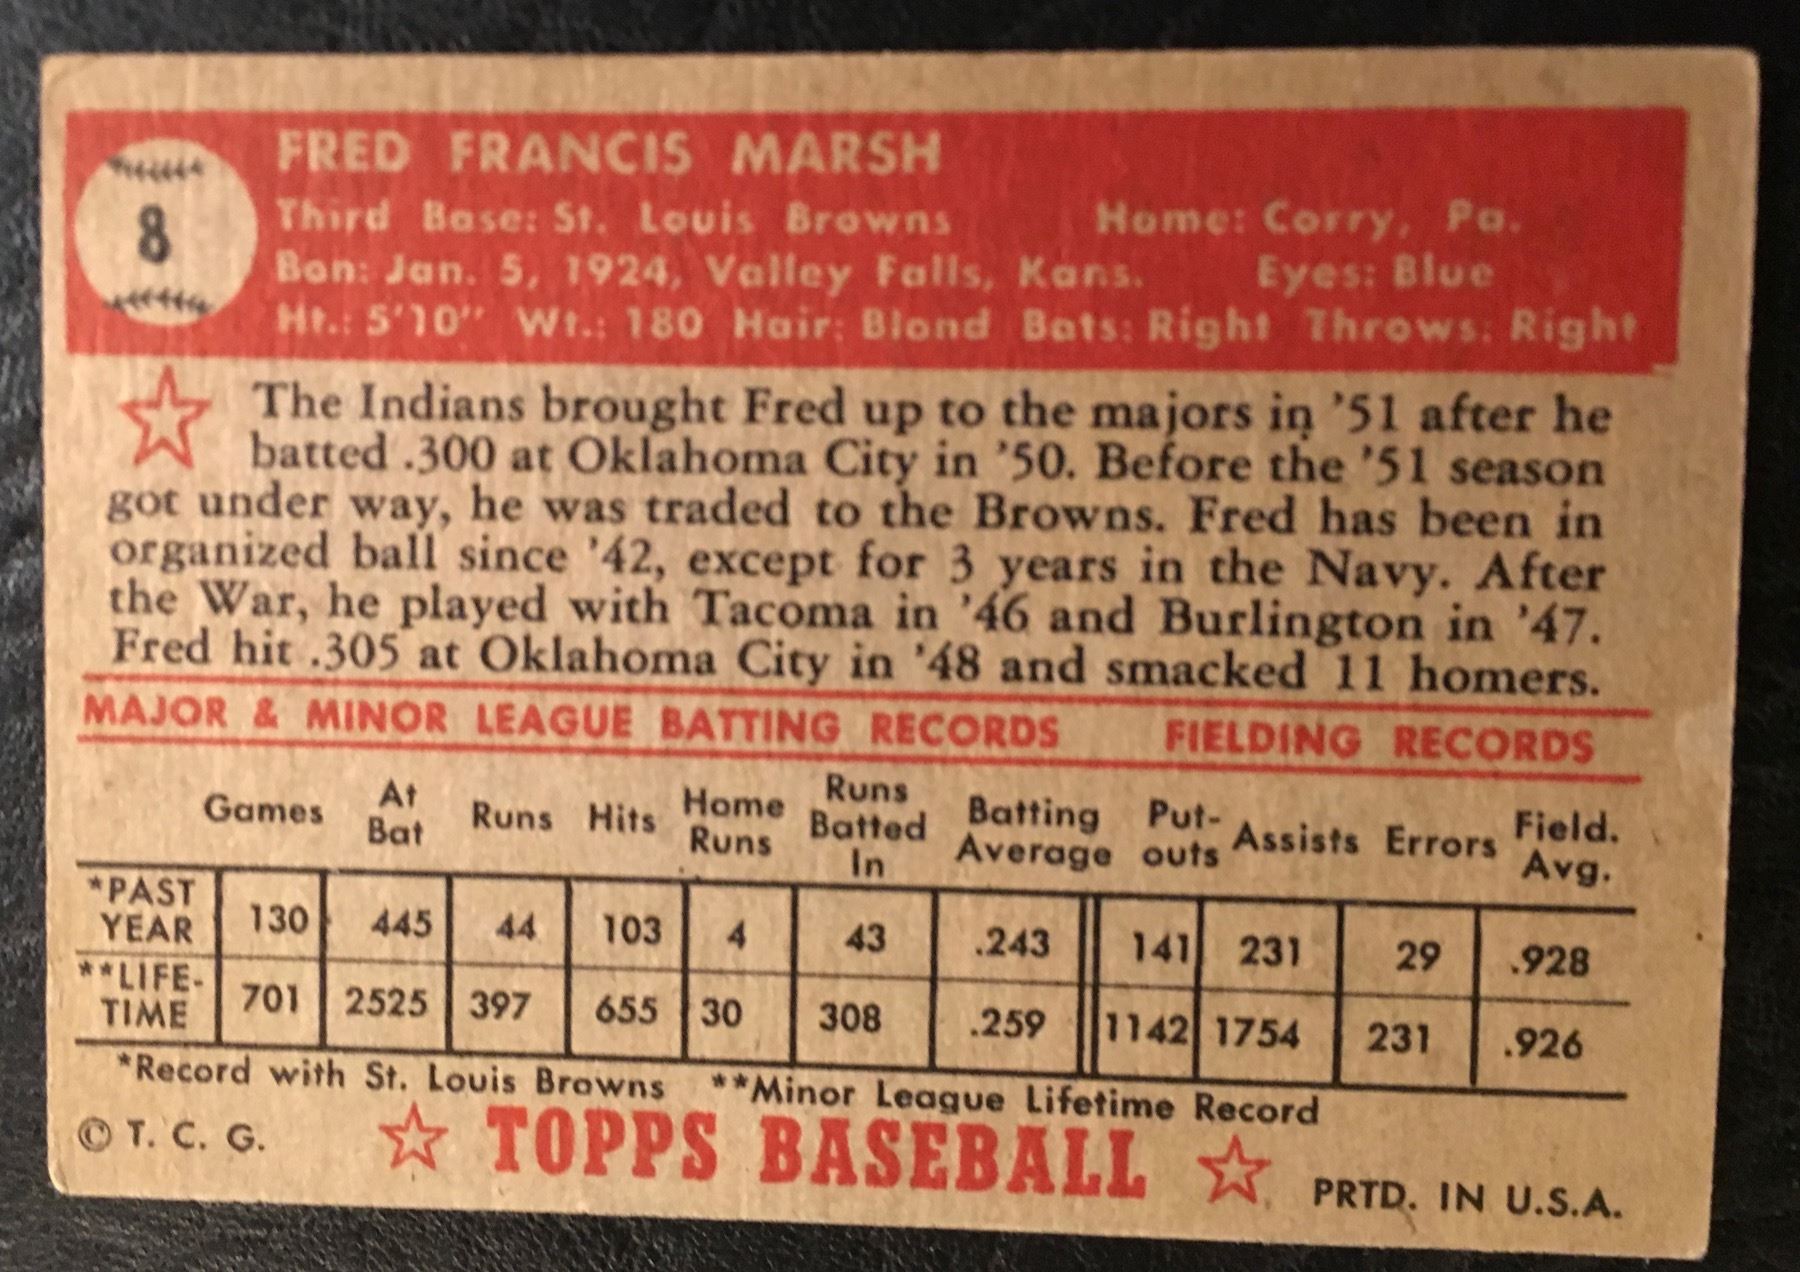 8
FRED FRANCIS MARSH
Third Base: St. Louis Browns Home: Corry, Pa.
Bon: Jan. 5, 1924, Valley Falls, Kans. Eyes: Blue
Ht.: 5'10" Wt.: 180 Hair: Blond Bats: Right Throws: Right
The Indians brought Fred up to the majors in '51 after he
batted .300 at Oklahoma City in '50. Before the '51 season
got under way, he was traded to the Browns. Fred has been in
organized ball since '42, except for 3 years in the Navy. After
the War, he played with Tacoma in '46 and Burlington in '47.
Fred hit .305 at Oklahoma City in '48 and smacked 11 homers.
MAJOR & MINOR LEAGUE BATTING RECORDS FIELDING RECORDS
Games At Bat Runs Hits Home Runs Runs Batted In Batting Average Put-outs Assists Errors Field. Avg.
*PAST YEAR 130 445 44 103 4 43 .243 141 231 29 .928
**LIFE-TIME 701 2525 397 655 30 308 .259 1142 1754 231 .926
*Record with St. Louis Browns **Minor League Lifetime Record
© T. C. G. TOPPS BASEBALL PRTD. IN U.S.A.